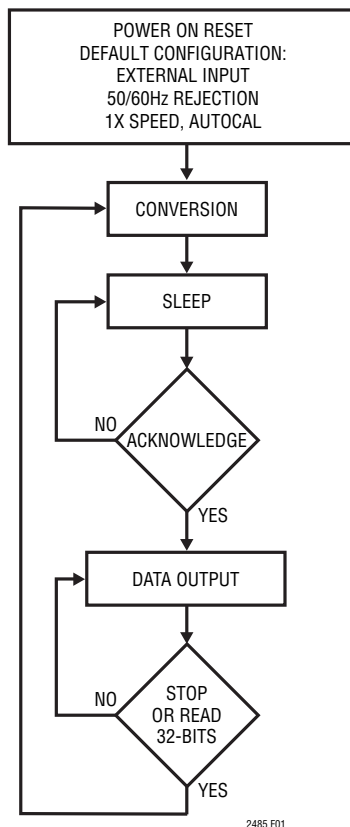 POWER ON RESET
DEFAULT CONFIGURATION:
EXTERNAL INPUT
50/60Hz REJECTION
1X SPEED, AUTOCAL
CONVERSION
SLEEP
NO
ACKNOWLEDGE
YES
DATA OUTPUT
NO
STOP
OR READ
32-BITS
YES
2485 F01